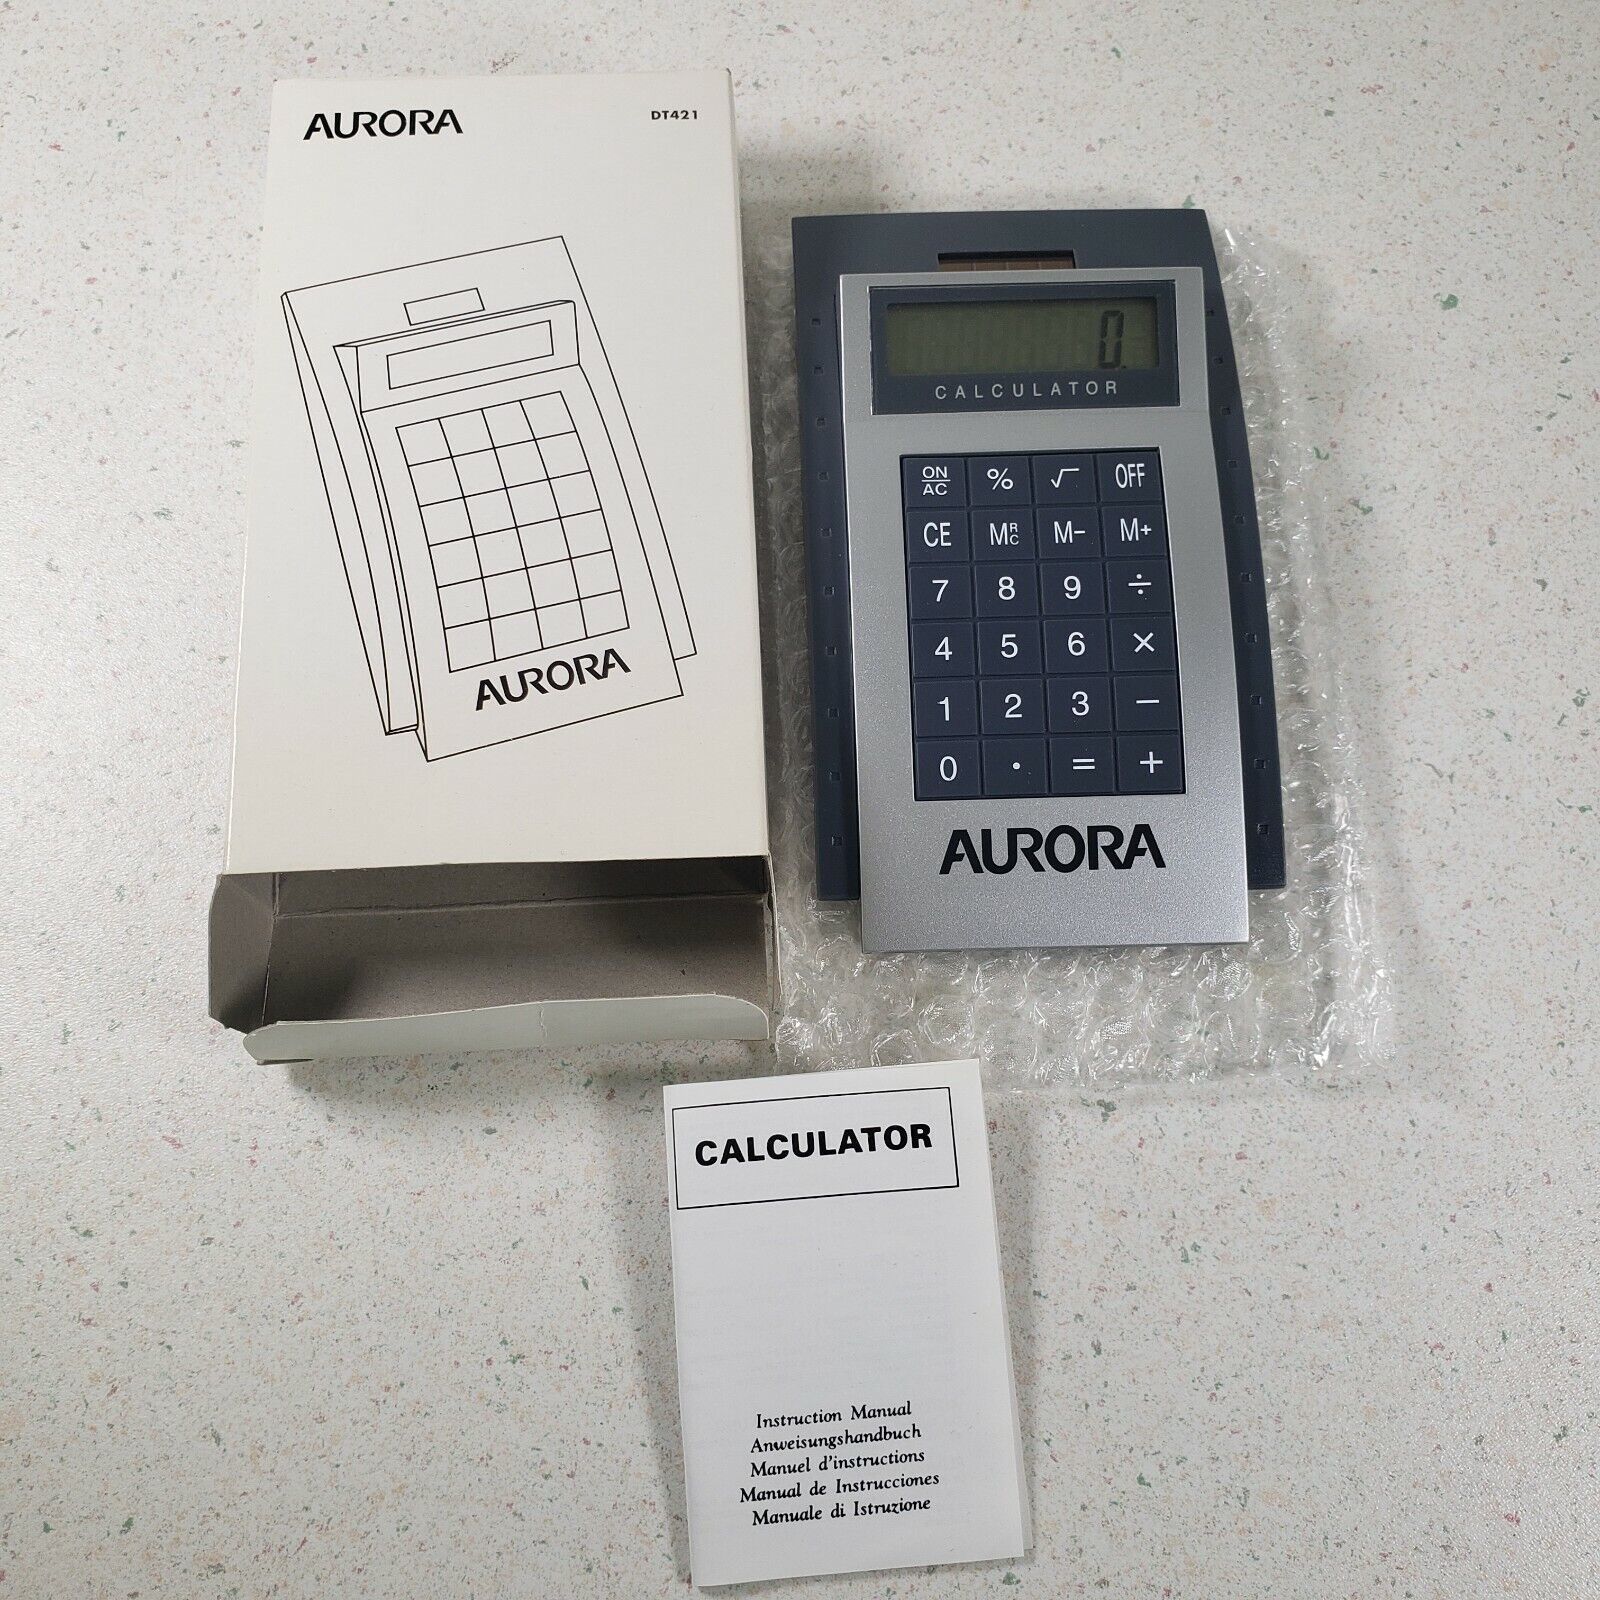 AURORA DT421
AURORA
0.
CALCULATOR
ON AC % √ OFF
CE MRC M− M+
7 8 9 ÷
4 5 6 ×
1 2 3 −
0 . = +
AURORA
CALCULATOR
Instruction Manual
Anweisungshandbuch
Manuel d'instructions
Manual de Instrucciones
Manuale di Istruzione